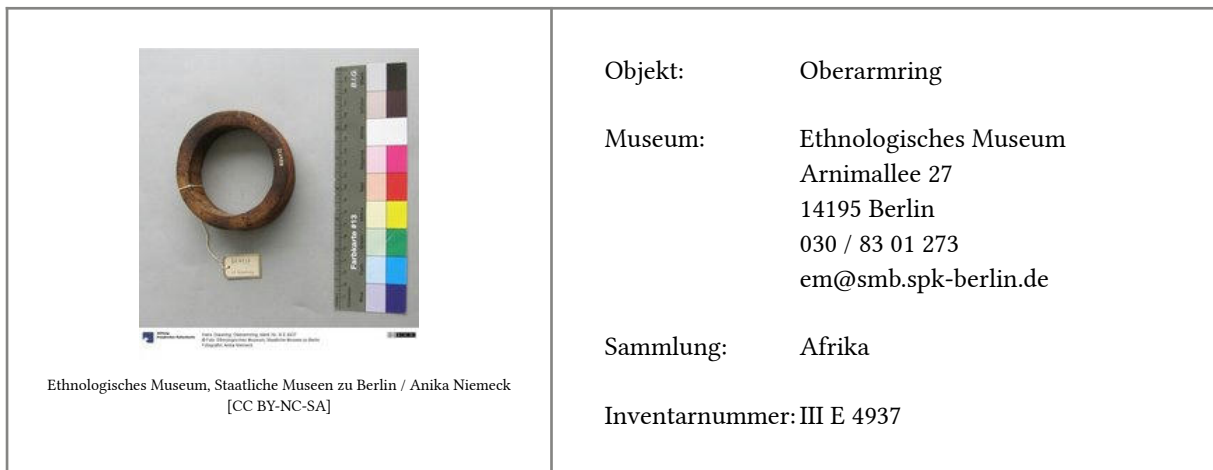 B.I.G.
Farbkarte #13
Ethnologisches Museum, Staatliche Museen zu Berlin / Anika Niemeck
[CC BY-NC-SA]
Objekt: Oberarmring
Museum: Ethnologisches Museum
Arnimallee 27
14195 Berlin
030 / 83 01 273
em@smb.spk-berlin.de
Sammlung: Afrika
Inventarnummer: III E 4937